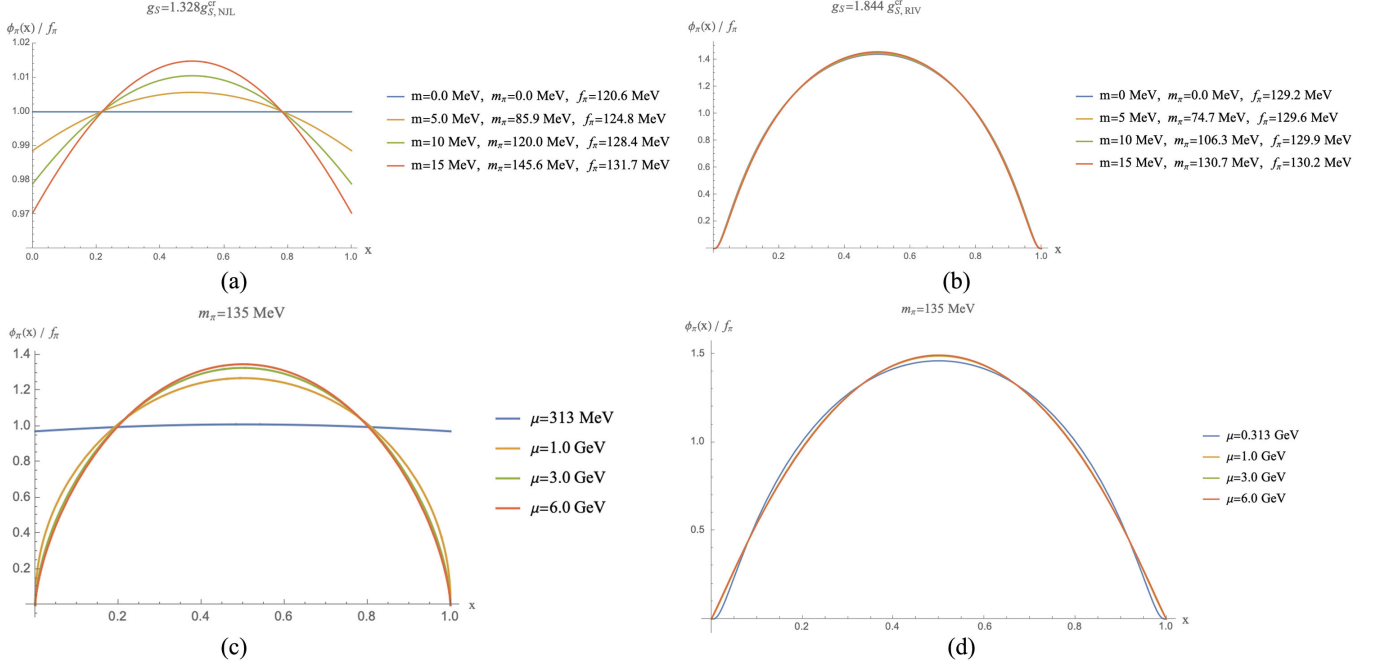 g_S=1.328g^cr_S,NJL
ϕ_π(x) / f_π
1.02
1.01
1.00
0.99
0.98
0.97
0.0 0.2 0.4 0.6 0.8 1.0 x
m=0.0 MeV, m_π=0.0 MeV, f_π=120.6 MeV
m=5.0 MeV, m_π=85.9 MeV, f_π=124.8 MeV
m=10 MeV, m_π=120.0 MeV, f_π=128.4 MeV
m=15 MeV, m_π=145.6 MeV, f_π=131.7 MeV
(a)
g_S=1.844 g^cr_S,RIV
ϕ_π(x) / f_π
1.4
1.2
1.0
0.8
0.6
0.4
0.2
0.2 0.4 0.6 0.8 1.0 x
m=0 MeV, m_π=0.0 MeV, f_π=129.2 MeV
m=5 MeV, m_π=74.7 MeV, f_π=129.6 MeV
m=10 MeV, m_π=106.3 MeV, f_π=129.9 MeV
m=15 MeV, m_π=130.7 MeV, f_π=130.2 MeV
(b)
m_π=135 MeV
ϕ_π(x) / f_π
1.4
1.2
1.0
0.8
0.6
0.4
0.2
0.2 0.4 0.6 0.8 1.0 x
μ=313 MeV
μ=1.0 GeV
μ=3.0 GeV
μ=6.0 GeV
(c)
m_π=135 MeV
ϕ_π(x) / f_π
1.5
1.0
0.5
0.2 0.4 0.6 0.8 1.0 x
μ=0.313 GeV
μ=1.0 GeV
μ=3.0 GeV
μ=6.0 GeV
(d)